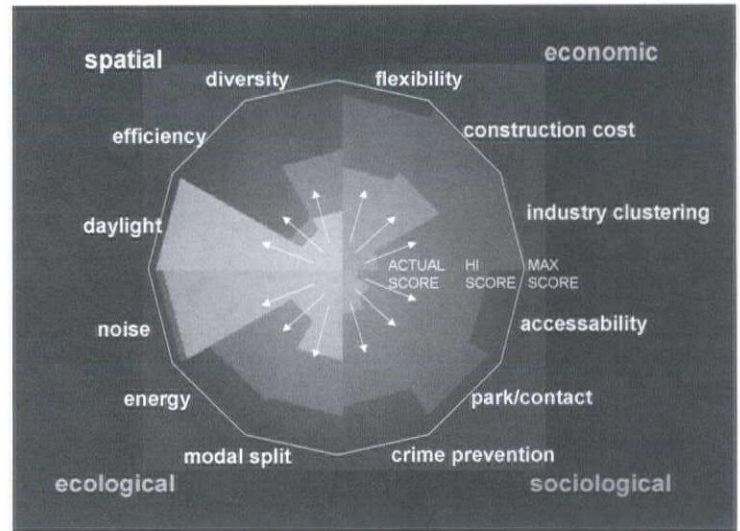 spatial
economic
diversity
flexibility
efficiency
construction cost
daylight
industry clustering
ACTUAL SCORE
HI SCORE
MAX SCORE
noise
accessability
energy
park/contact
modal split
crime prevention
ecological
sociological